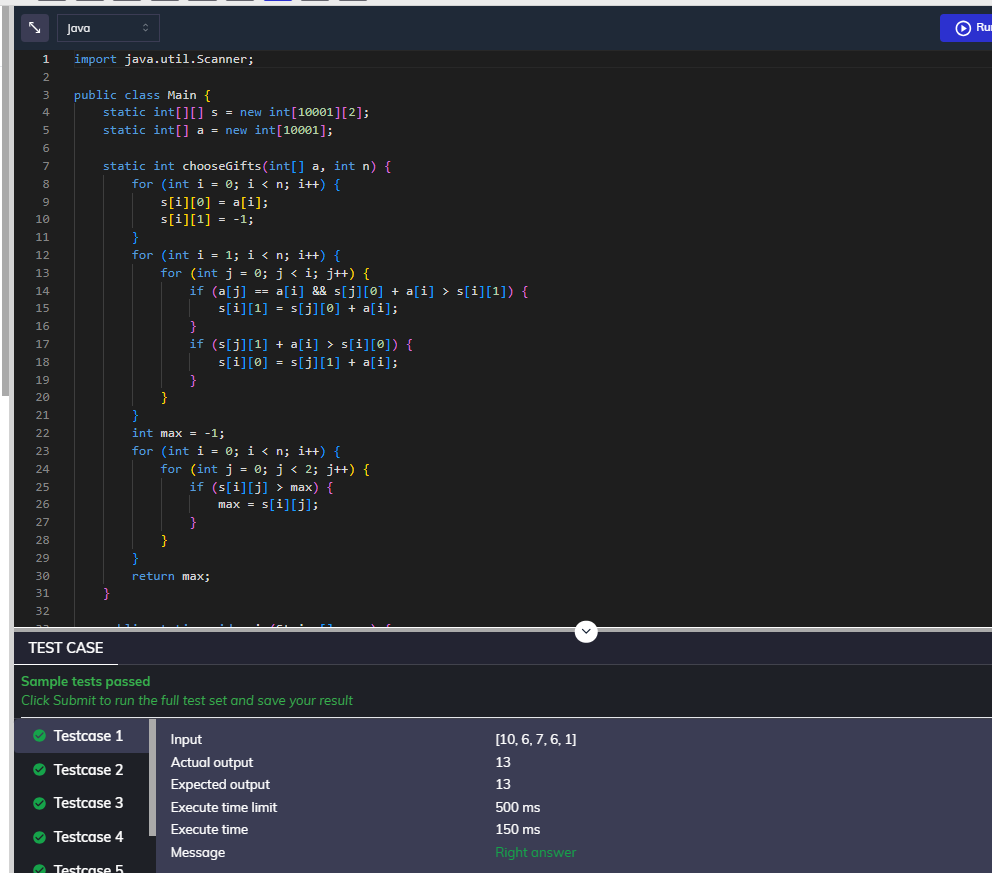 Java
Run
1 import java.util.Scanner;
2
3 public class Main {
4 static int[][] s = new int[10001][2];
5 static int[] a = new int[10001];
6
7 static int chooseGifts(int[] a, int n) {
8 for (int i = 0; i < n; i++) {
9 s[i][0] = a[i];
10 s[i][1] = -1;
11 }
12 for (int i = 1; i < n; i++) {
13 for (int j = 0; j < i; j++) {
14 if (a[j] == a[i] && s[j][0] + a[i] > s[i][1]) {
15 s[i][1] = s[j][0] + a[i];
16 }
17 if (s[j][1] + a[i] > s[i][0]) {
18 s[i][0] = s[j][1] + a[i];
19 }
20 }
21 }
22 int max = -1;
23 for (int i = 0; i < n; i++) {
24 for (int j = 0; j < 2; j++) {
25 if (s[i][j] > max) {
26 max = s[i][j];
27 }
28 }
29 }
30 return max;
31 }
32
TEST CASE
Sample tests passed
Click Submit to run the full test set and save your result
Testcase 1
Testcase 2
Testcase 3
Testcase 4
Testcase 5
Input [10, 6, 7, 6, 1]
Actual output 13
Expected output 13
Execute time limit 500 ms
Execute time 150 ms
Message Right answer